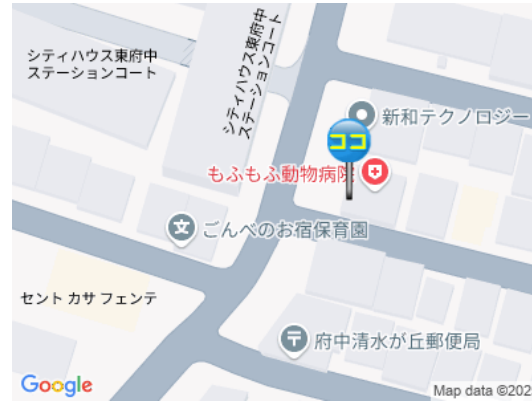 シティハウス東府中
ステーションコート
シティハウス東府中
ステーションコート
新和テクノロジー
ココ
もふもふ動物病院
ごんべのお宿保育園
セント カサ フェンテ
府中清水が丘郵便局
Google
Map data ©202